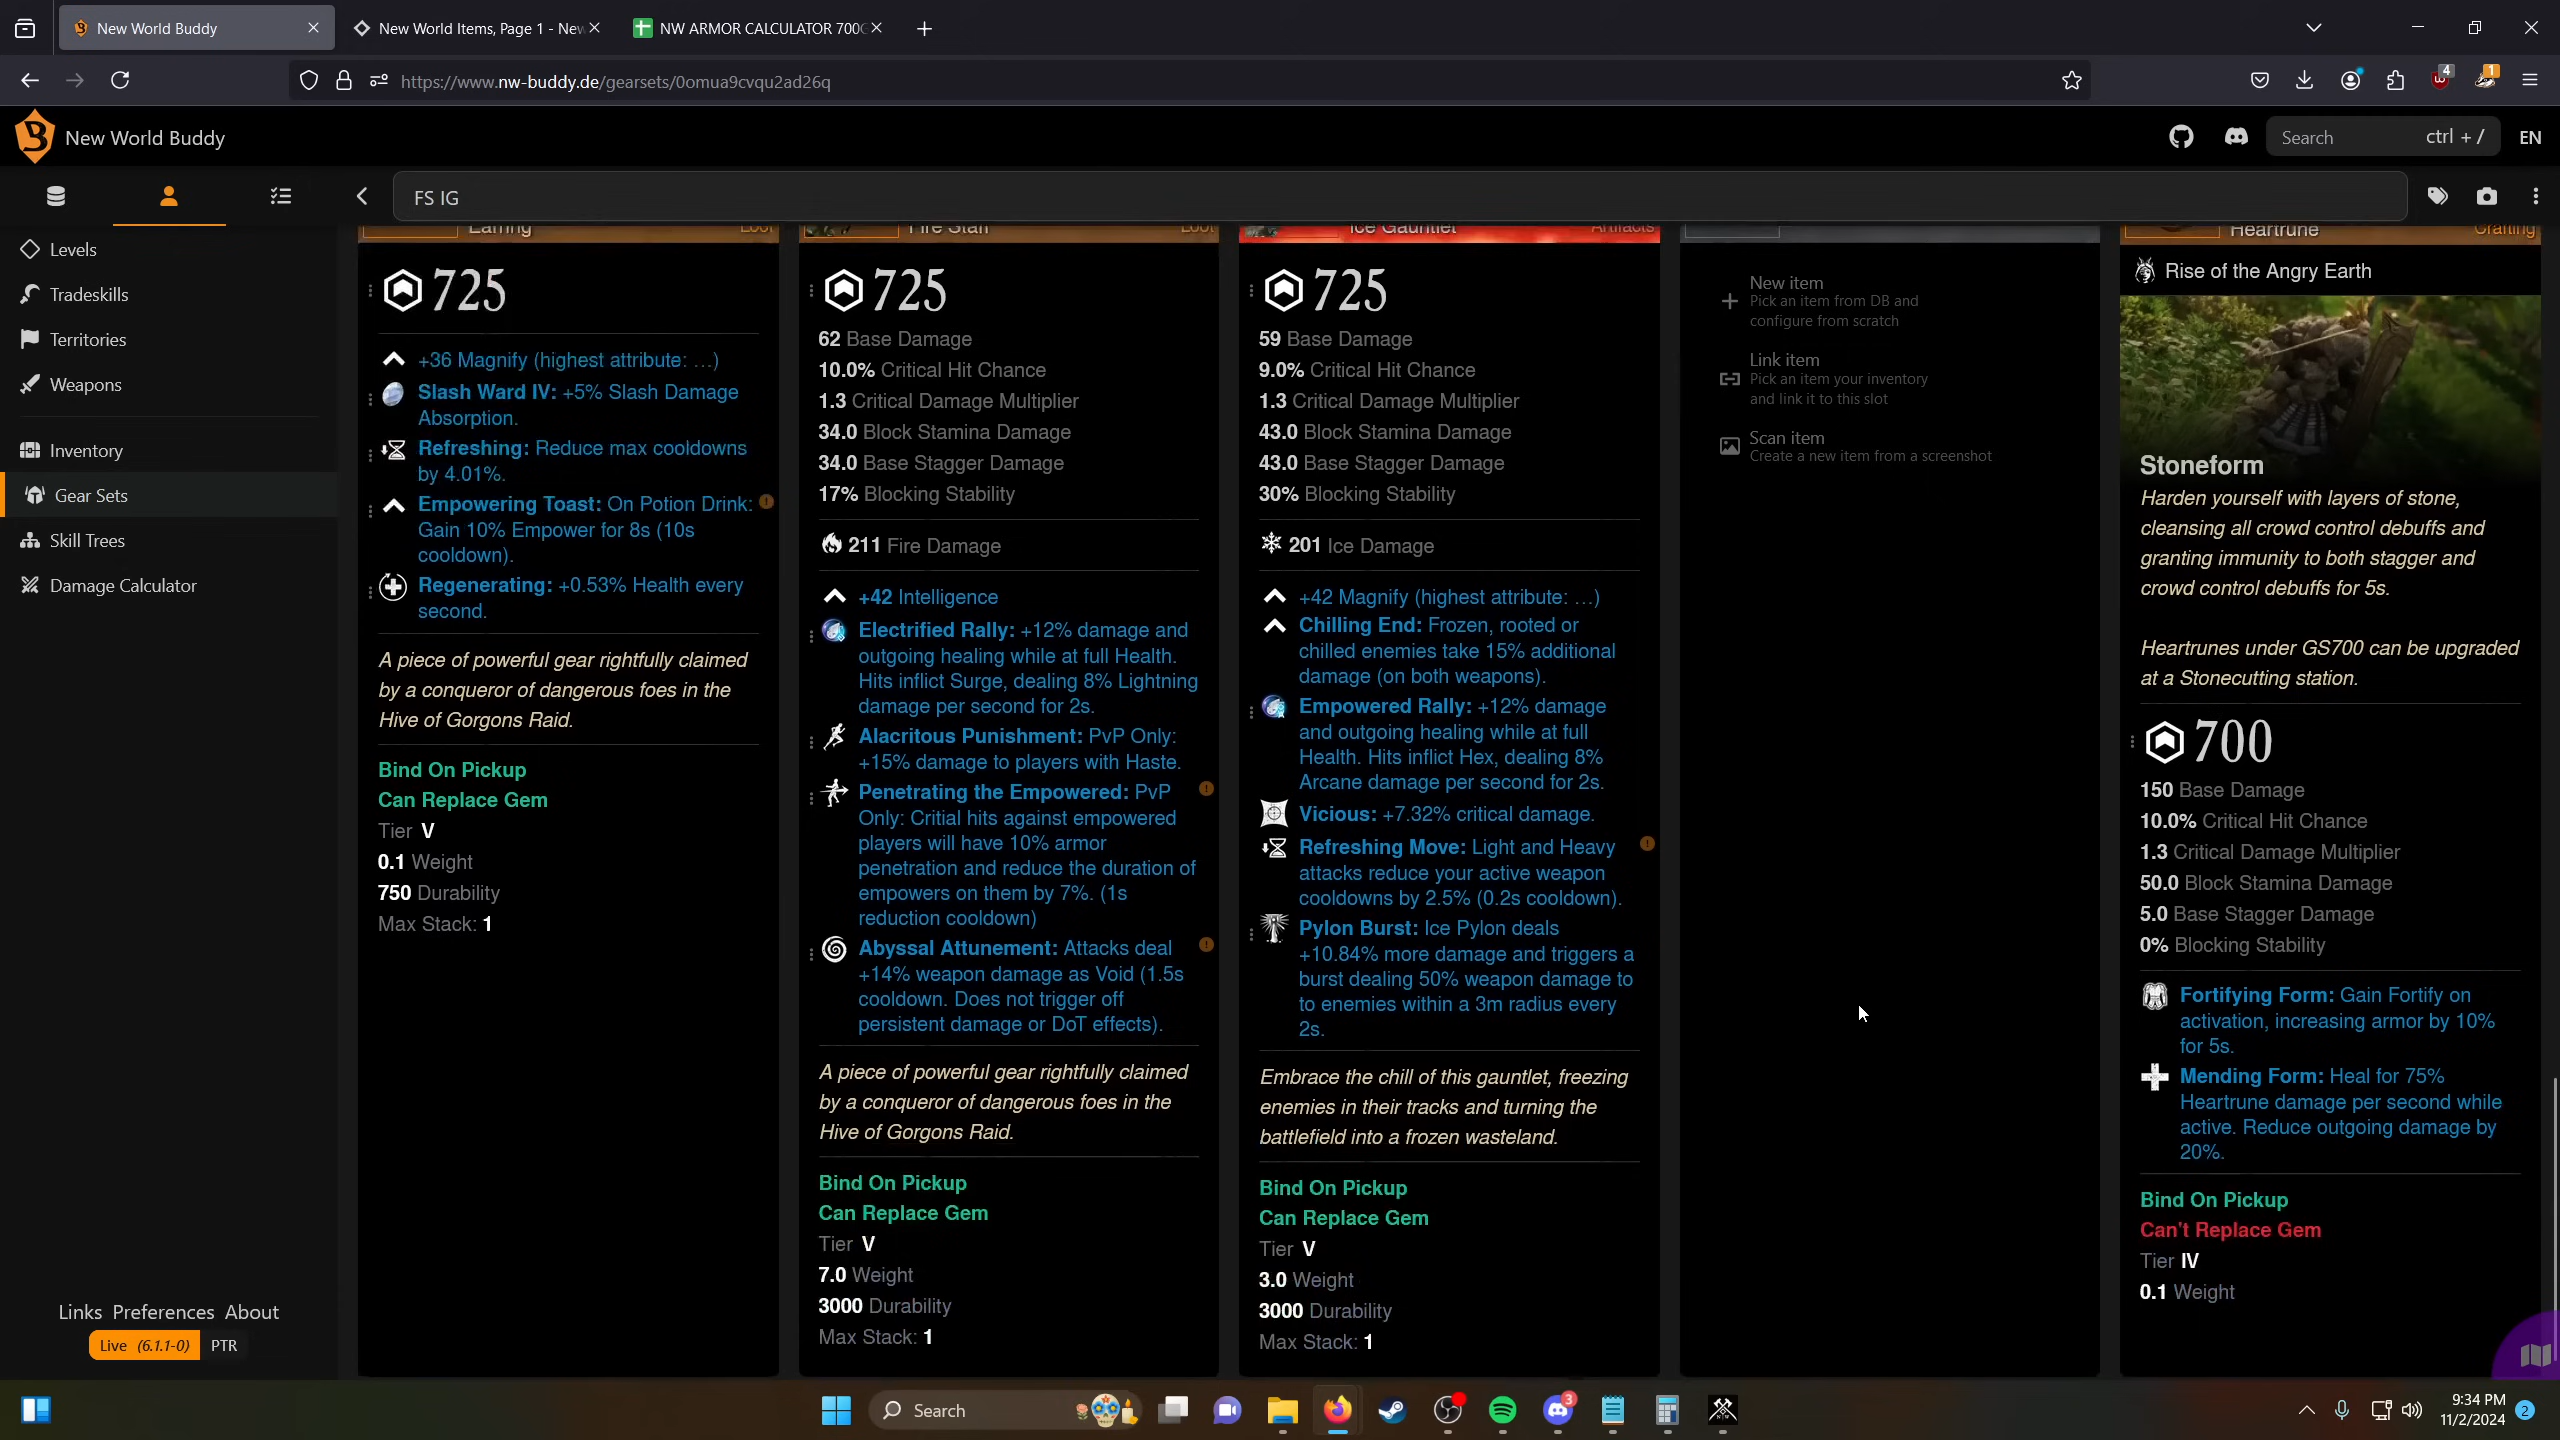 New World Buddy
New World Items, Page 1 - New
NW ARMOR CALCULATOR 700G
https://www.nw-buddy.de/gearsets/0omua9cvqu2ad26q
4
1
New World Buddy
Search ctrl + /
EN
FS IG
Levels
Tradeskills
Territories
Weapons
Inventory
Gear Sets
Skill Trees
Damage Calculator
Links Preferences About
Live (6.1.1-0) PTR
Earring Loot
725
+36 Magnify (highest attribute: …)
Slash Ward IV: +5% Slash Damage
Absorption.
Refreshing: Reduce max cooldowns
by 4.01%.
Empowering Toast: On Potion Drink:
Gain 10% Empower for 8s (10s
cooldown).
Regenerating: +0.53% Health every
second.
A piece of powerful gear rightfully claimed
by a conqueror of dangerous foes in the
Hive of Gorgons Raid.
Bind On Pickup
Can Replace Gem
Tier V
0.1 Weight
750 Durability
Max Stack: 1
Fire Staff Loot
725
62 Base Damage
10.0% Critical Hit Chance
1.3 Critical Damage Multiplier
34.0 Block Stamina Damage
34.0 Base Stagger Damage
17% Blocking Stability
211 Fire Damage
+42 Intelligence
Electrified Rally: +12% damage and
outgoing healing while at full Health.
Hits inflict Surge, dealing 8% Lightning
damage per second for 2s.
Alacritous Punishment: PvP Only:
+15% damage to players with Haste.
Penetrating the Empowered: PvP
Only: Critial hits against empowered
players will have 10% armor
penetration and reduce the duration of
empowers on them by 7%. (1s
reduction cooldown)
Abyssal Attunement: Attacks deal
+14% weapon damage as Void (1.5s
cooldown. Does not trigger off
persistent damage or DoT effects).
A piece of powerful gear rightfully claimed
by a conqueror of dangerous foes in the
Hive of Gorgons Raid.
Bind On Pickup
Can Replace Gem
Tier V
7.0 Weight
3000 Durability
Max Stack: 1
Ice Gauntlet Artifacts
725
59 Base Damage
9.0% Critical Hit Chance
1.3 Critical Damage Multiplier
43.0 Block Stamina Damage
43.0 Base Stagger Damage
30% Blocking Stability
201 Ice Damage
+42 Magnify (highest attribute: …)
Chilling End: Frozen, rooted or
chilled enemies take 15% additional
damage (on both weapons).
Empowered Rally: +12% damage
and outgoing healing while at full
Health. Hits inflict Hex, dealing 8%
Arcane damage per second for 2s.
Vicious: +7.32% critical damage.
Refreshing Move: Light and Heavy
attacks reduce your active weapon
cooldowns by 2.5% (0.2s cooldown).
Pylon Burst: Ice Pylon deals
+10.84% more damage and triggers a
burst dealing 50% weapon damage to
to enemies within a 3m radius every
2s.
Embrace the chill of this gauntlet, freezing
enemies in their tracks and turning the
battlefield into a frozen wasteland.
Bind On Pickup
Can Replace Gem
Tier V
3.0 Weight
3000 Durability
Max Stack: 1
New item
Pick an item from DB and
configure from scratch
Link item
Pick an item your inventory
and link it to this slot
Scan item
Create a new item from a screenshot
Heartrune Crafting
Rise of the Angry Earth
Stoneform
Harden yourself with layers of stone,
cleansing all crowd control debuffs and
granting immunity to both stagger and
crowd control debuffs for 5s.
Heartrunes under GS700 can be upgraded
at a Stonecutting station.
700
150 Base Damage
10.0% Critical Hit Chance
1.3 Critical Damage Multiplier
50.0 Block Stamina Damage
5.0 Base Stagger Damage
0% Blocking Stability
Fortifying Form: Gain Fortify on
activation, increasing armor by 10%
for 5s.
Mending Form: Heal for 75%
Heartrune damage per second while
active. Reduce outgoing damage by
20%.
Bind On Pickup
Can't Replace Gem
Tier IV
0.1 Weight
Search
3
9:34 PM
11/2/2024
2